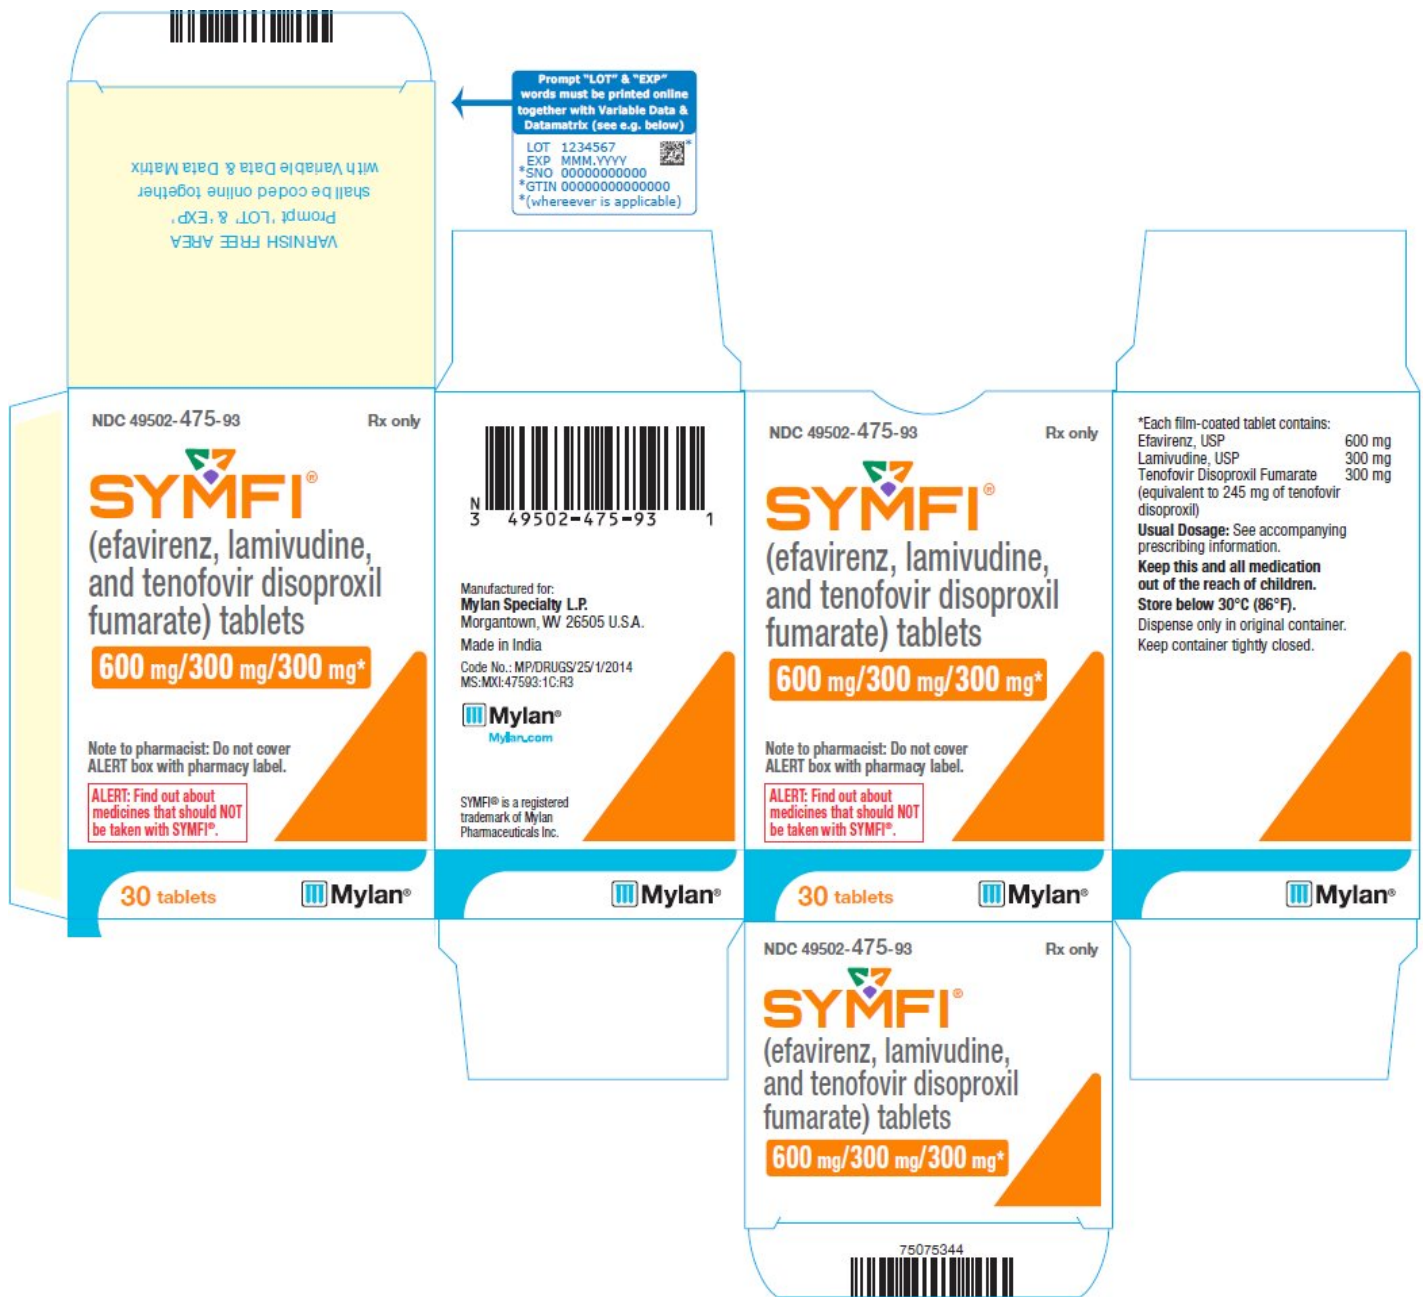 Prompt "LOT" & "EXP"
words must be printed online
together with Variable Data &
Datamatrix (see e.g. below)
LOT 1234567
EXP MMM.YYYY
*
*SNO 00000000000
*GTIN 00000000000000
*(whereever is applicable)
VARNISH FREE AREA
Prompt 'LOT' & 'EXP'
shall be coded online together
with Variable Data & Data Matrix
NDC 49502-475-93 Rx only
SYMFI®
(efavirenz, lamivudine,
and tenofovir disoproxil
fumarate) tablets
600 mg/300 mg/300 mg*
Note to pharmacist: Do not cover
ALERT box with pharmacy label.
ALERT: Find out about
medicines that should NOT
be taken with SYMFI®.
30 tablets Mylan®
N
3 49502-475-93 1
Manufactured for:
Mylan Specialty L.P.
Morgantown, WV 26505 U.S.A.
Made in India
Code No.: MP/DRUGS/25/1/2014
MS:MXI:47593:1C:R3
Mylan®
Mylan.com
SYMFI® is a registered
trademark of Mylan
Pharmaceuticals Inc.
Mylan®
NDC 49502-475-93 Rx only
SYMFI®
(efavirenz, lamivudine,
and tenofovir disoproxil
fumarate) tablets
600 mg/300 mg/300 mg*
Note to pharmacist: Do not cover
ALERT box with pharmacy label.
ALERT: Find out about
medicines that should NOT
be taken with SYMFI®.
30 tablets Mylan®
*Each film-coated tablet contains:
Efavirenz, USP 600 mg
Lamivudine, USP 300 mg
Tenofovir Disoproxil Fumarate 300 mg
(equivalent to 245 mg of tenofovir
disoproxil)
Usual Dosage: See accompanying
prescribing information.
Keep this and all medication
out of the reach of children.
Store below 30°C (86°F).
Dispense only in original container.
Keep container tightly closed.
Mylan®
NDC 49502-475-93 Rx only
SYMFI®
(efavirenz, lamivudine,
and tenofovir disoproxil
fumarate) tablets
600 mg/300 mg/300 mg*
75075344